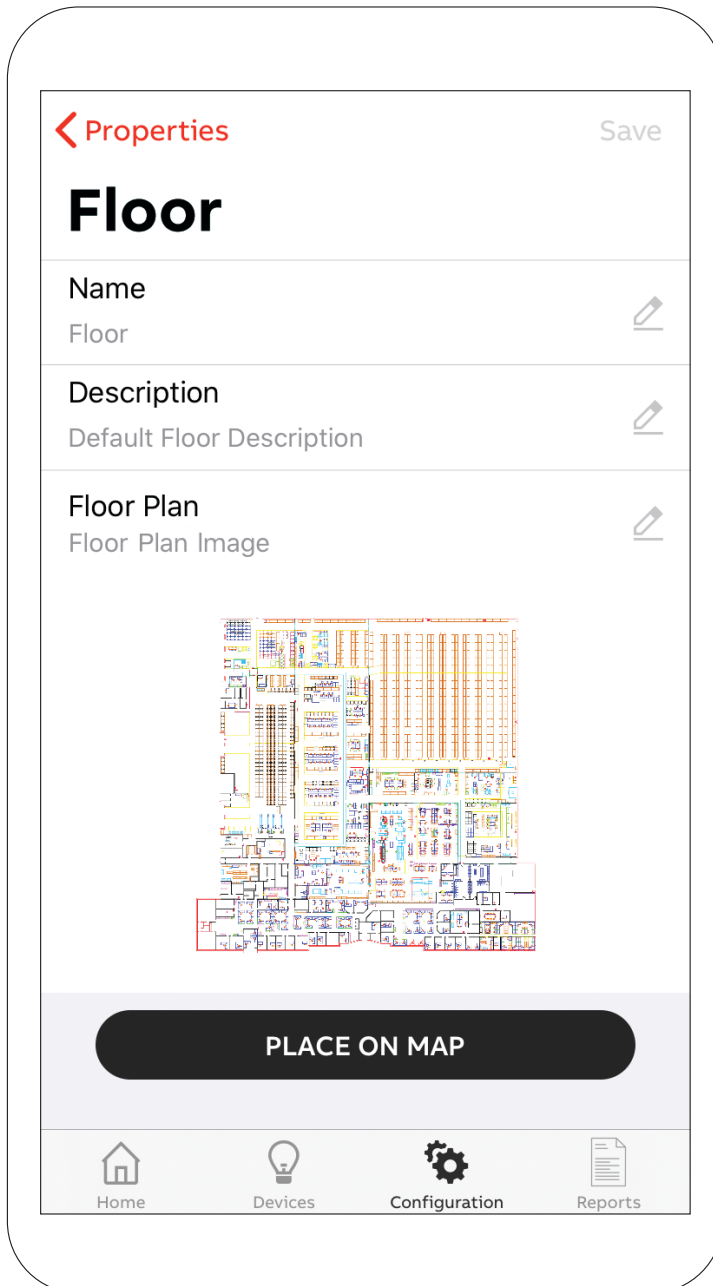 Properties
Save
Floor
Name
Floor
Description
Default Floor Description
Floor Plan
Floor Plan Image
PLACE ON MAP
Home
Devices
Configuration
Reports